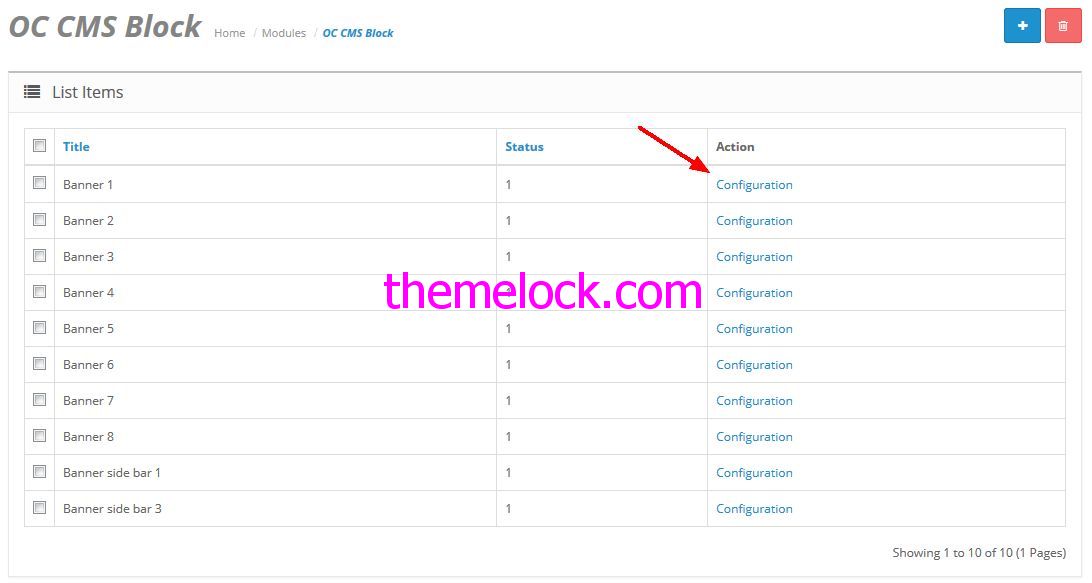 OC CMS Block Home / Modules / OC CMS Block
List Items
Title Status Action
Banner 1 1 Configuration
Banner 2 1 Configuration
Banner 3 1 Configuration
Banner 4 1 Configuration
themelock.com
Banner 5 1 Configuration
Banner 6 1 Configuration
Banner 7 1 Configuration
Banner 8 1 Configuration
Banner side bar 1 1 Configuration
Banner side bar 3 1 Configuration
Showing 1 to 10 of 10 (1 Pages)